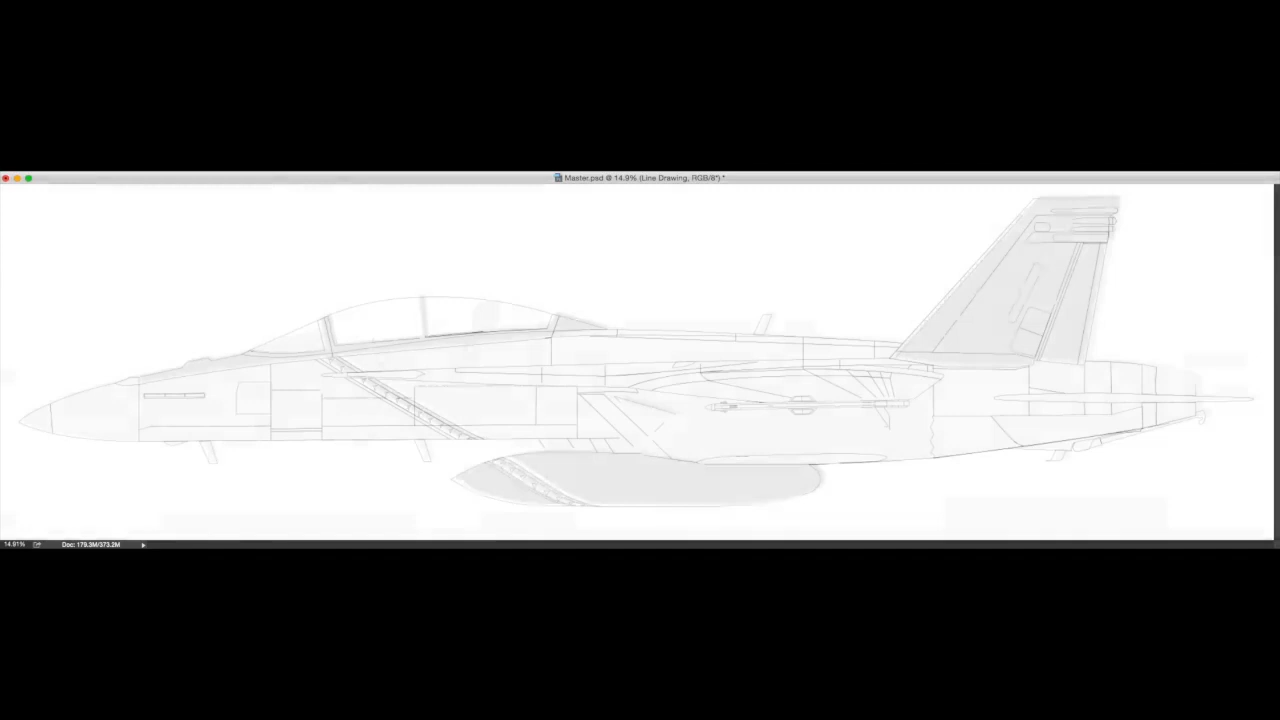 Master.psd @ 14.9% (Line Drawing, RGB/8*) *
14.91% Doc: 179.3M/373.2M